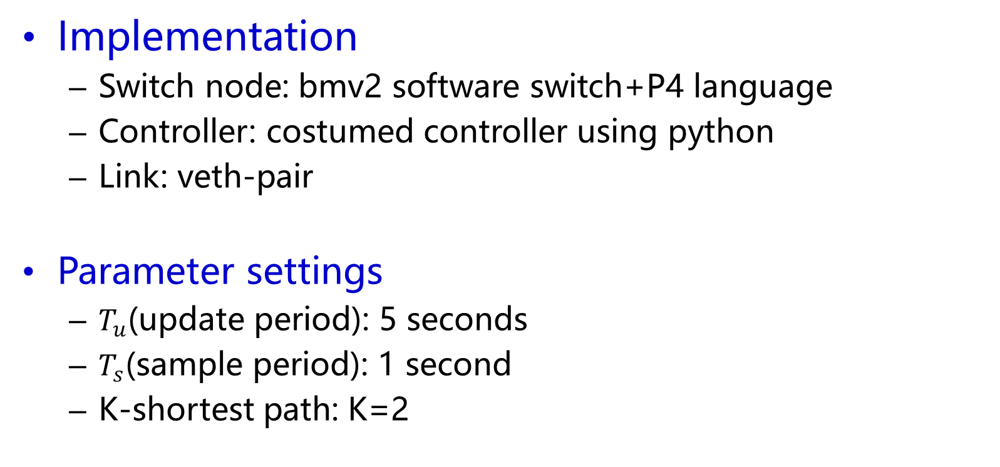 • Implementation
– Switch node: bmv2 software switch+P4 language
– Controller: costumed controller using python
– Link: veth-pair
• Parameter settings
– T_u(update period): 5 seconds
– T_s(sample period): 1 second
– K-shortest path: K=2